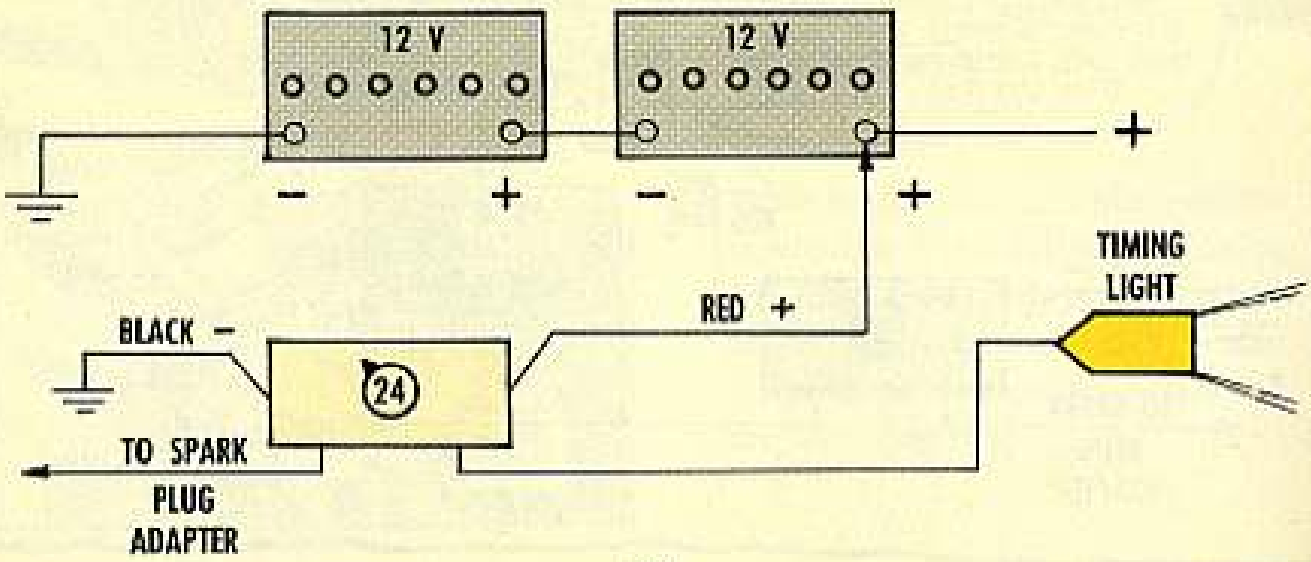 12 V
12 V
+
− + − +
TIMING
LIGHT
RED +
BLACK −
24
TO SPARK
PLUG
ADAPTER